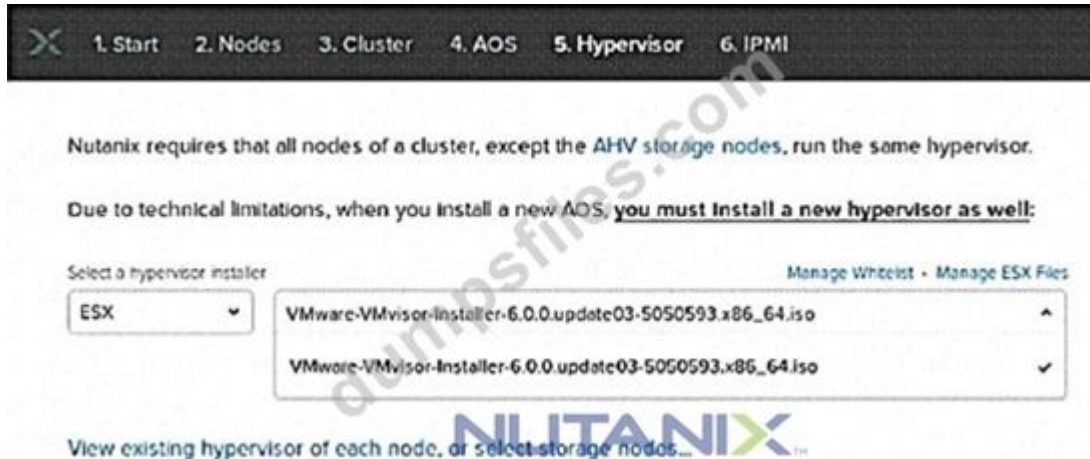 1. Start 2. Nodes 3. Cluster 4. AOS 5. Hypervisor 6. IPMI
Nutanix requires that all nodes of a cluster, except the AHV storage nodes, run the same hypervisor.
Due to technical limitations, when you install a new AOS, you must install a new hypervisor as well:
Select a hypervisor installer
Manage Whitelist • Manage ESX Files
ESX
VMware-VMvisor-Installer-6.0.0.update03-5050593.x86_64.iso
VMware-VMvisor-Installer-6.0.0.update03-5050593.x86_64.iso
View existing hypervisor of each node, or select storage nodes...
NUTANIX
dumpsfiles.com